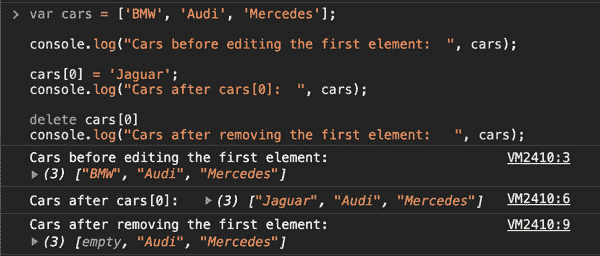 > var cars = ['BMW', 'Audi', 'Mercedes'];
console.log("Cars before editing the first element:  ", cars);
cars[0] = 'Jaguar';
console.log("Cars after cars[0]:  ", cars);
delete cars[0]
console.log("Cars after removing the first element:   ", cars);
Cars before editing the first element: VM2410:3
▶ (3) ["BMW", "Audi", "Mercedes"]
Cars after cars[0]:   ▶ (3) ["Jaguar", "Audi", "Mercedes"] VM2410:6
Cars after removing the first element: VM2410:9
▶ (3) [empty, "Audi", "Mercedes"]